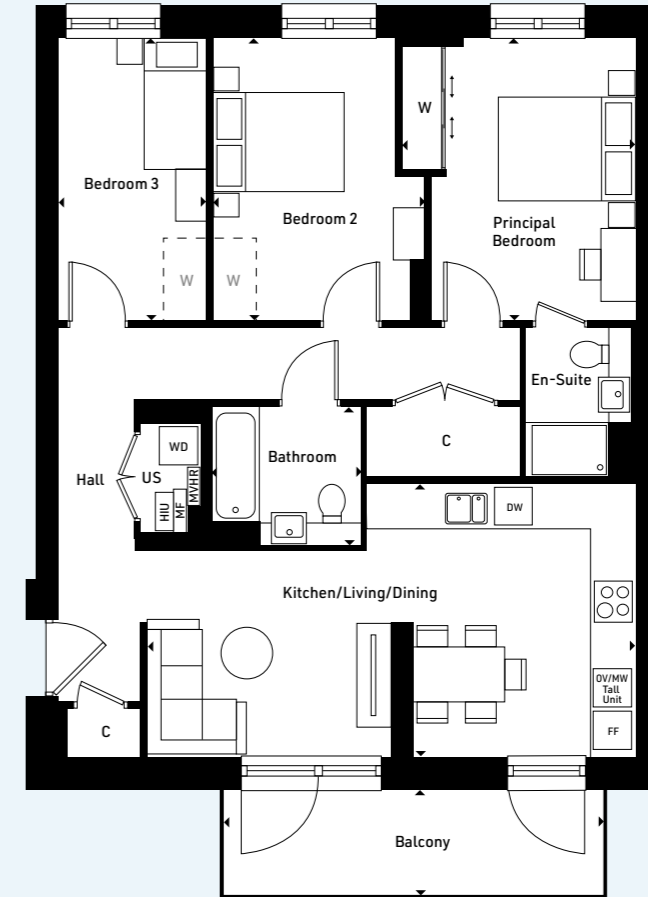 W
Bedroom 3
Bedroom 2
Principal
Bedroom
W
W
En-Suite
WD
Bathroom
C
Hall
US
MVHR
HIU
MF
DW
Kitchen/Living/Dining
OV/MW
Tall
Unit
FF
C
Balcony